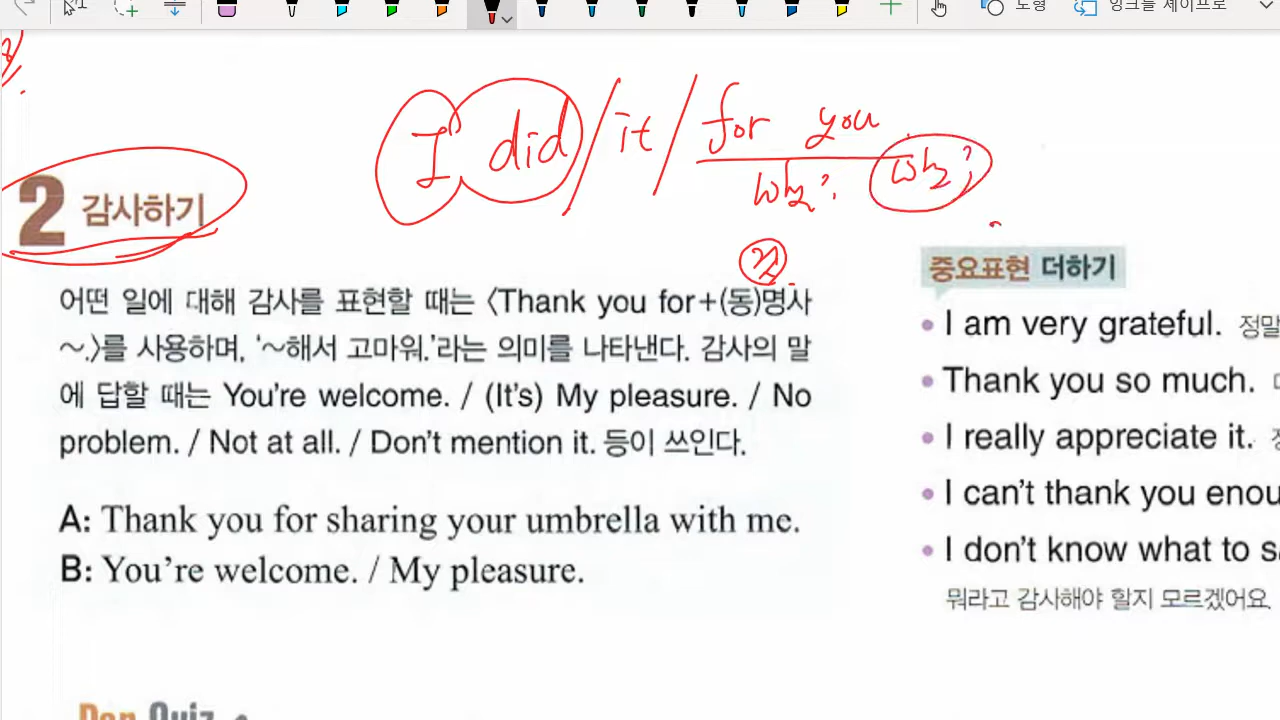 도형
잉크를 셰이프로
I did / it / for you
why? why?
2 감사하기
어떤 일에 대해 감사를 표현할 때는 〈Thank you for+(동)명사
~.〉를 사용하며, '~해서 고마워.'라는 의미를 나타낸다. 감사의 말
에 답할 때는 You're welcome. / (It's) My pleasure. / No
problem. / Not at all. / Don't mention it. 등이 쓰인다.
A: Thank you for sharing your umbrella with me.
B: You're welcome. / My pleasure.
중요표현 더하기
• I am very grateful. 정말
• Thank you so much.
• I really appreciate it.
• I can't thank you enou
• I don't know what to sa
뭐라고 감사해야 할지 모르겠어요.
Pop Quiz